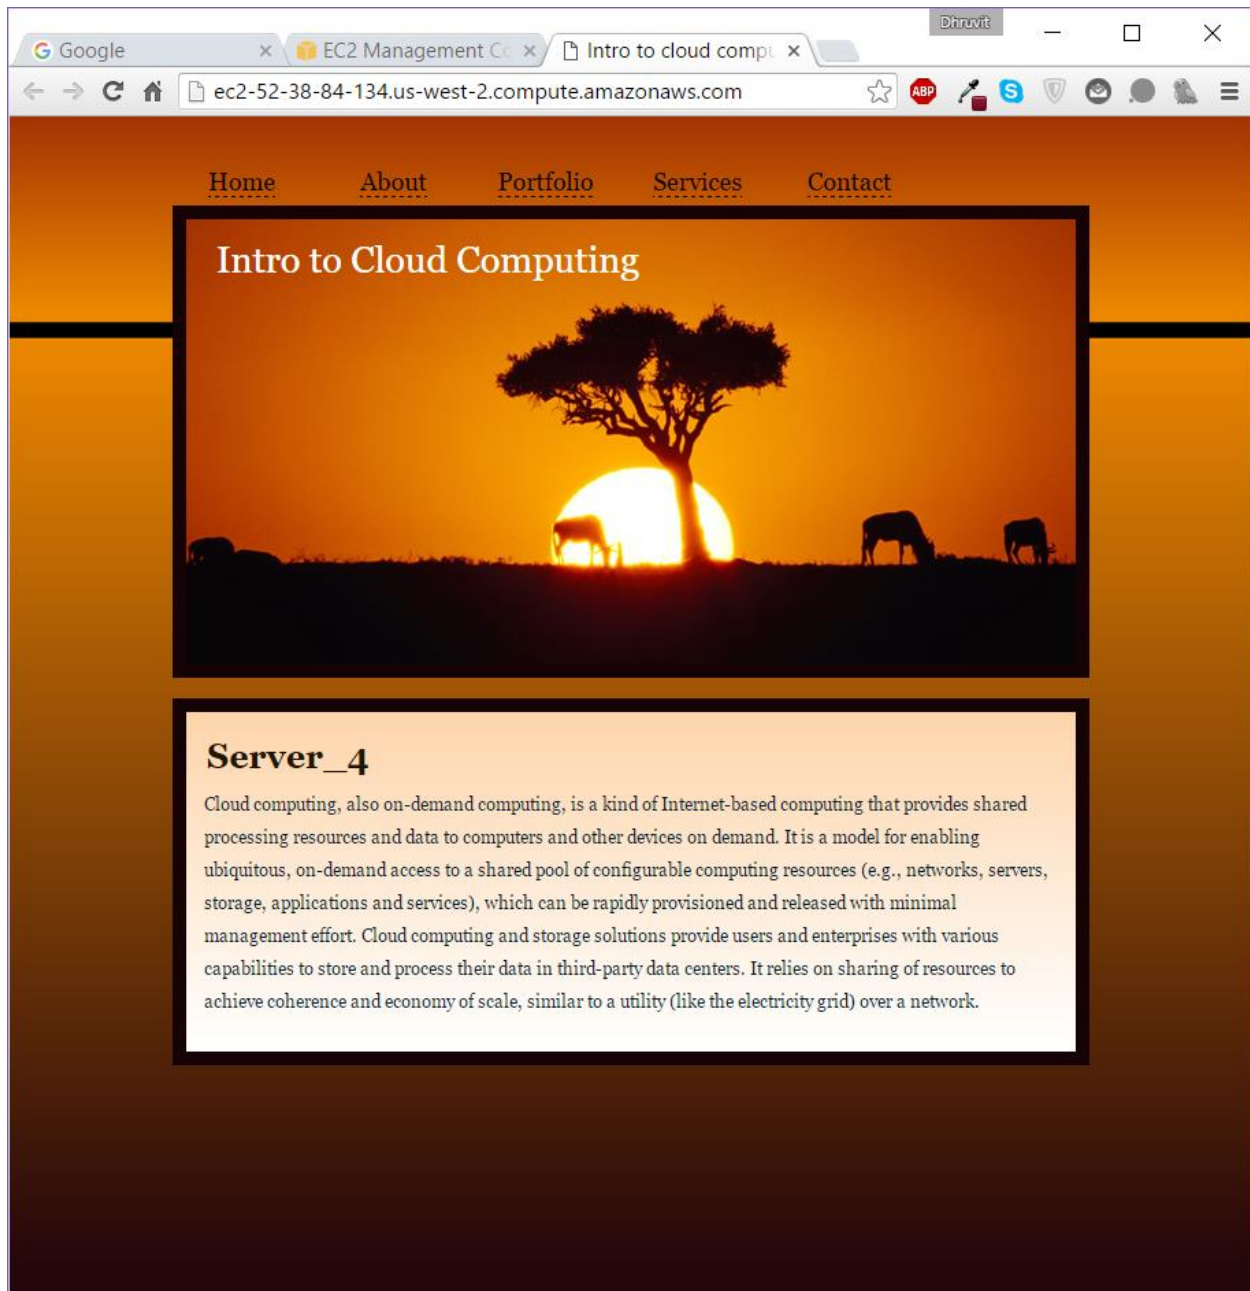 Dhruvit
Google
EC2 Management Co
Intro to cloud compu
ec2-52-38-84-134.us-west-2.compute.amazonaws.com
ABP
S
Home About Portfolio Services Contact
Intro to Cloud Computing
Server_4
Cloud computing, also on-demand computing, is a kind of Internet-based computing that provides shared
processing resources and data to computers and other devices on demand. It is a model for enabling
ubiquitous, on-demand access to a shared pool of configurable computing resources (e.g., networks, servers,
storage, applications and services), which can be rapidly provisioned and released with minimal
management effort. Cloud computing and storage solutions provide users and enterprises with various
capabilities to store and process their data in third-party data centers. It relies on sharing of resources to
achieve coherence and economy of scale, similar to a utility (like the electricity grid) over a network.